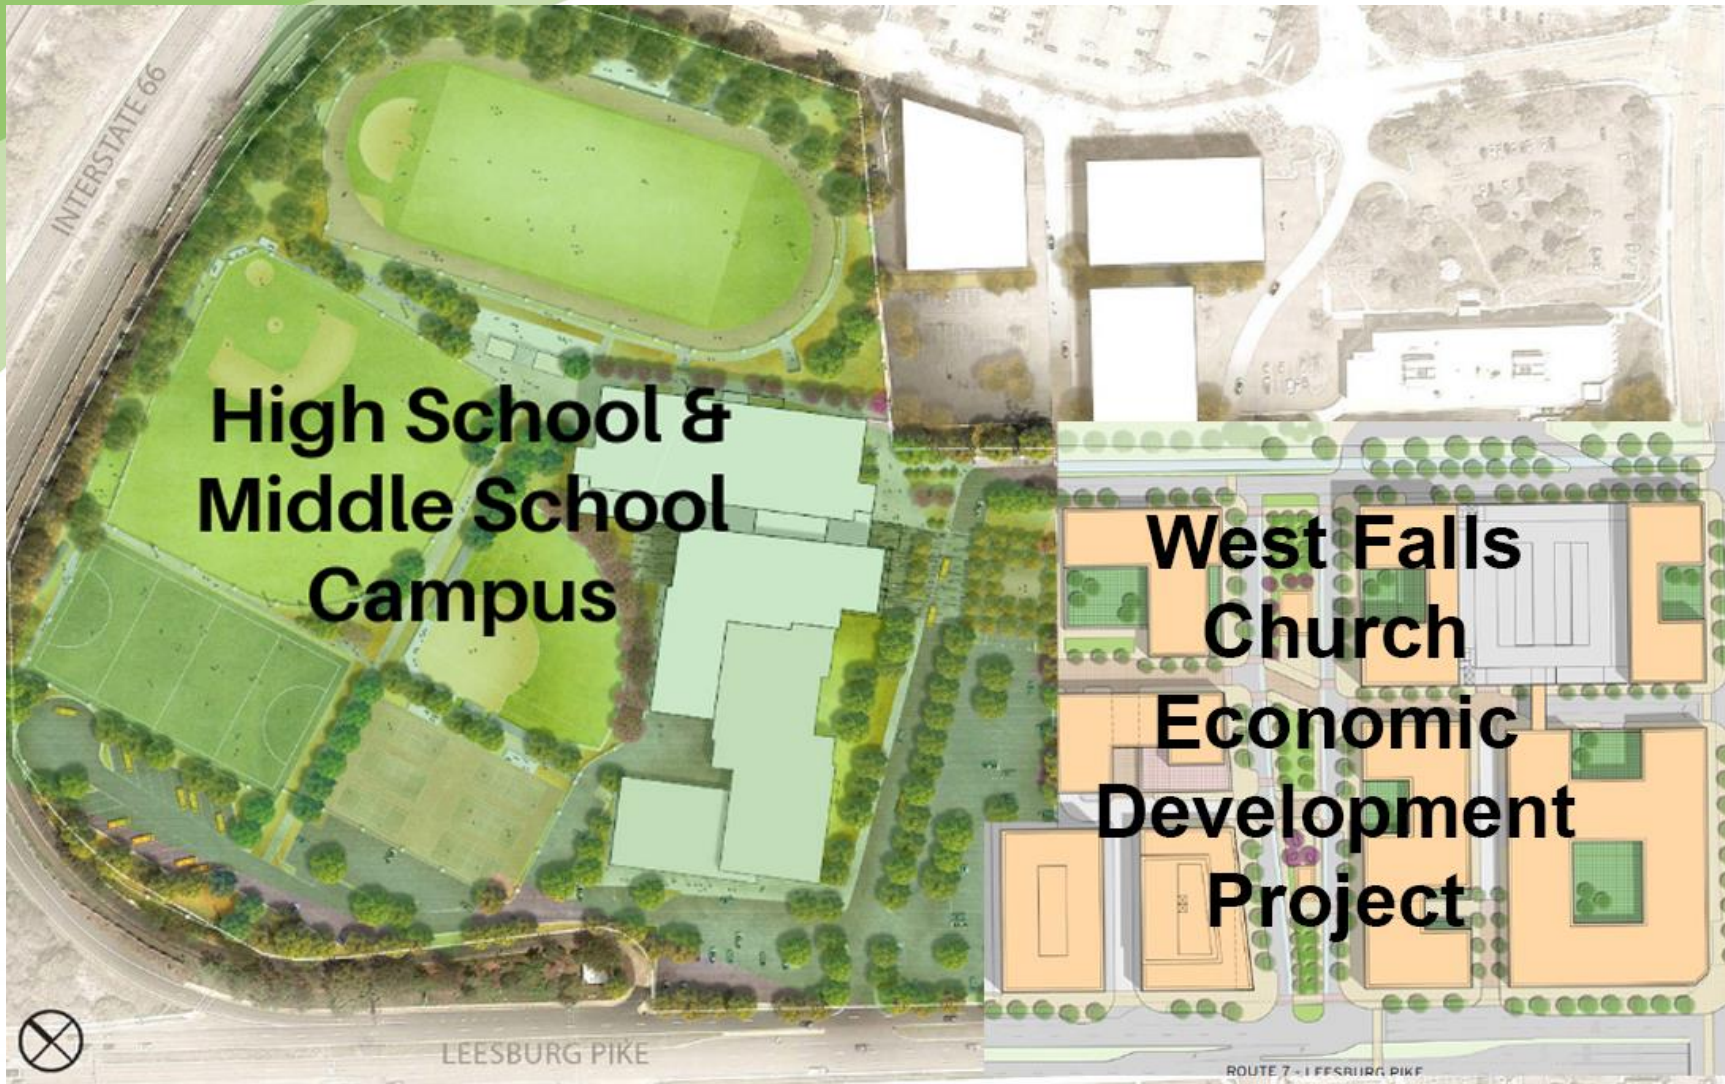 INTERSTATE 66
High School &
Middle School
Campus
West Falls
Church
Economic
Development
Project
LEESBURG PIKE
ROUTE 7 - LEESBURG PIKE